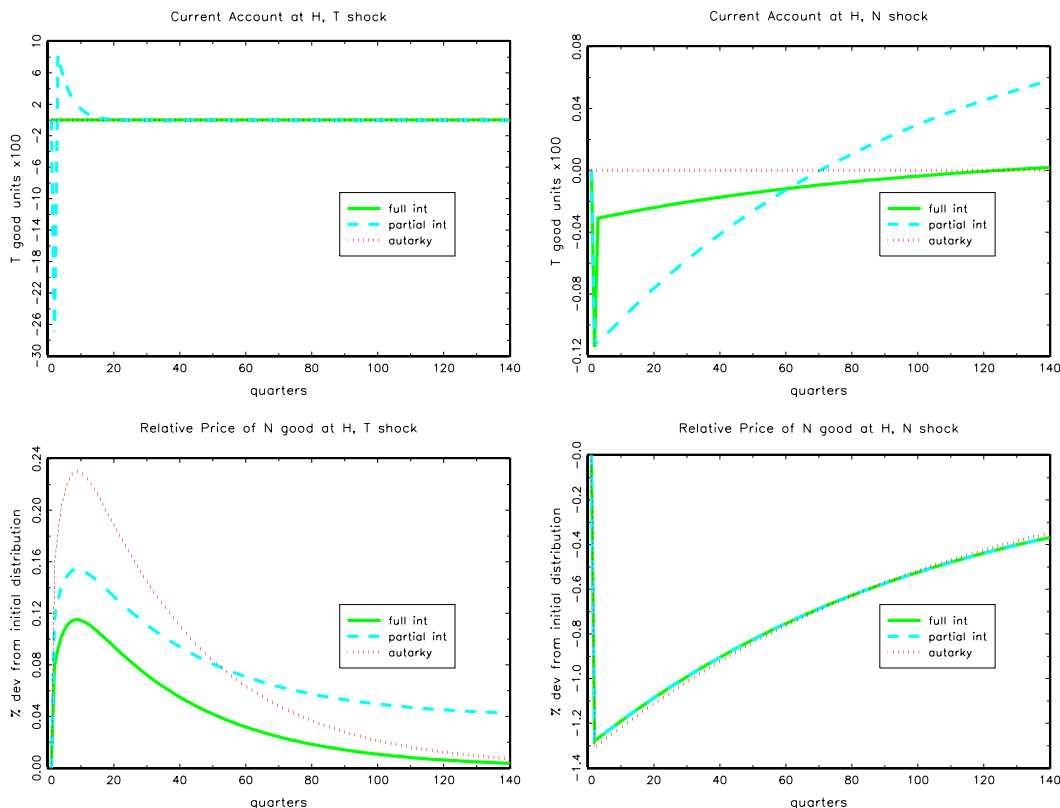 Current Account at H, T shock
T good units x100
10
6
2
-2
-6
-10
-14
-18
-22
-26
-30
full int
partial int
autarky
0
20
40
60
80
100
120
140
quarters
Current Account at H, N shock
T good units x100
0.08
0.04
0.00
-0.04
-0.08
-0.12
full int
partial int
autarky
0
20
40
60
80
100
120
140
quarters
Relative Price of N good at H, T shock
% dev from initial distribution
0.24
0.20
0.16
0.12
0.08
0.04
0.00
full int
partial int
autarky
0
20
40
60
80
100
120
140
quarters
Relative Price of N good at H, N shock
% dev from initial distribution
-0.0
-0.2
-0.4
-0.6
-0.8
-1.0
-1.2
-1.4
full int
partial int
autarky
0
20
40
60
80
100
120
140
quarters